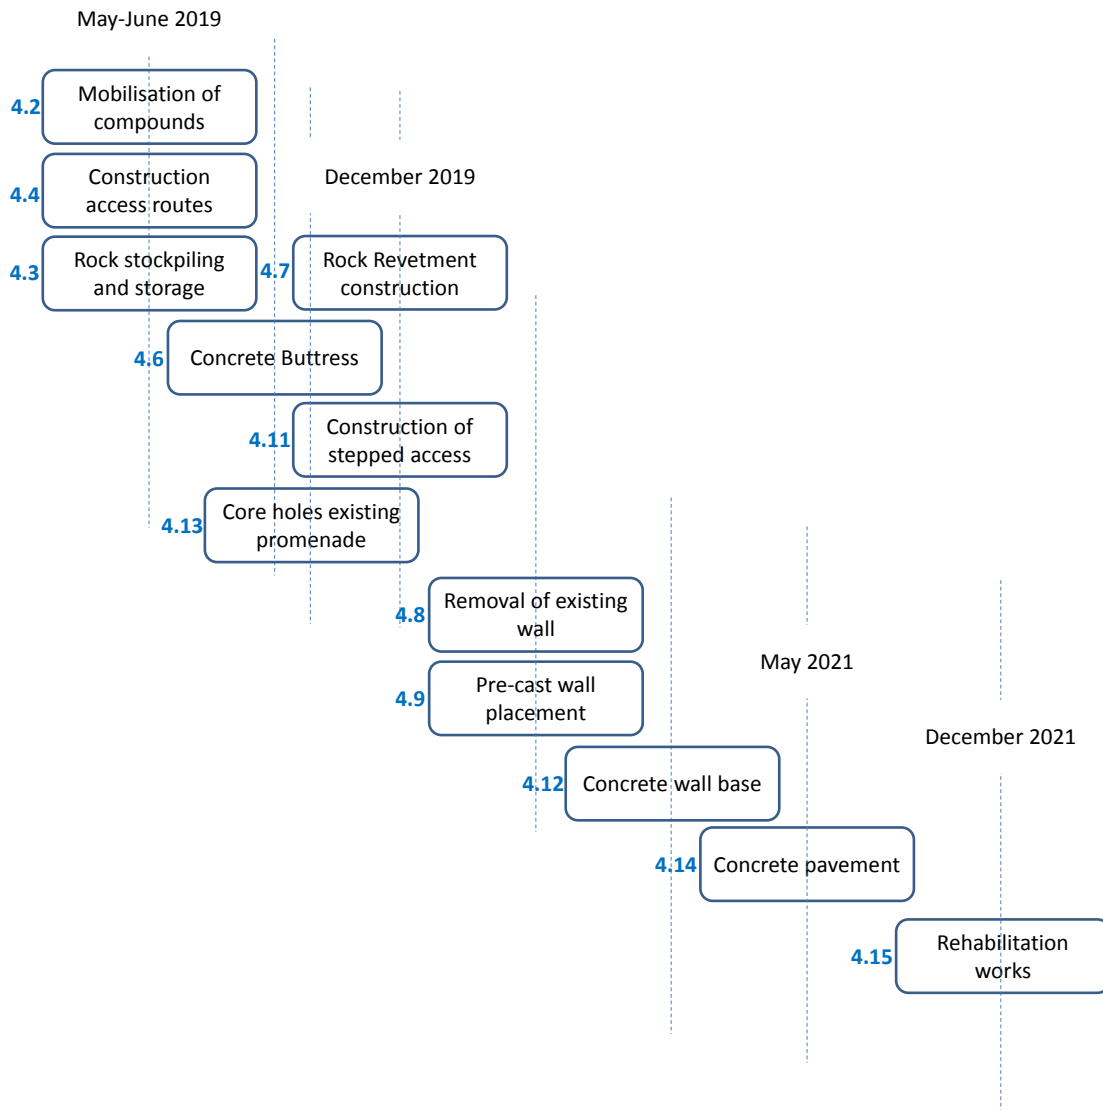 May-June 2019
4.2
Mobilisation of
compounds
4.4
Construction
access routes
December 2019
4.3
Rock stockpiling
and storage
4.7
Rock Revetment
construction
4.6
Concrete Buttress
4.11
Construction of
stepped access
4.13
Core holes existing
promenade
4.8
Removal of existing
wall
May 2021
4.9
Pre-cast wall
placement
December 2021
4.12
Concrete wall base
4.14
Concrete pavement
4.15
Rehabilitation
works